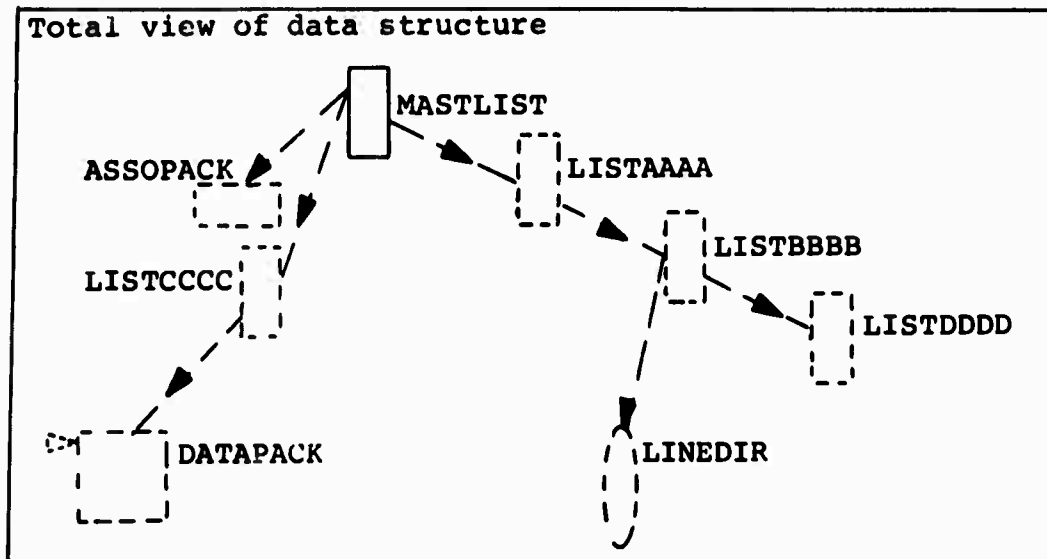 Total view of data structure
MASTLIST
ASSOPACK
LISTAAAA
LISTBBBB
LISTCCCC
LISTDDDD
DATAPACK
LINEDIR